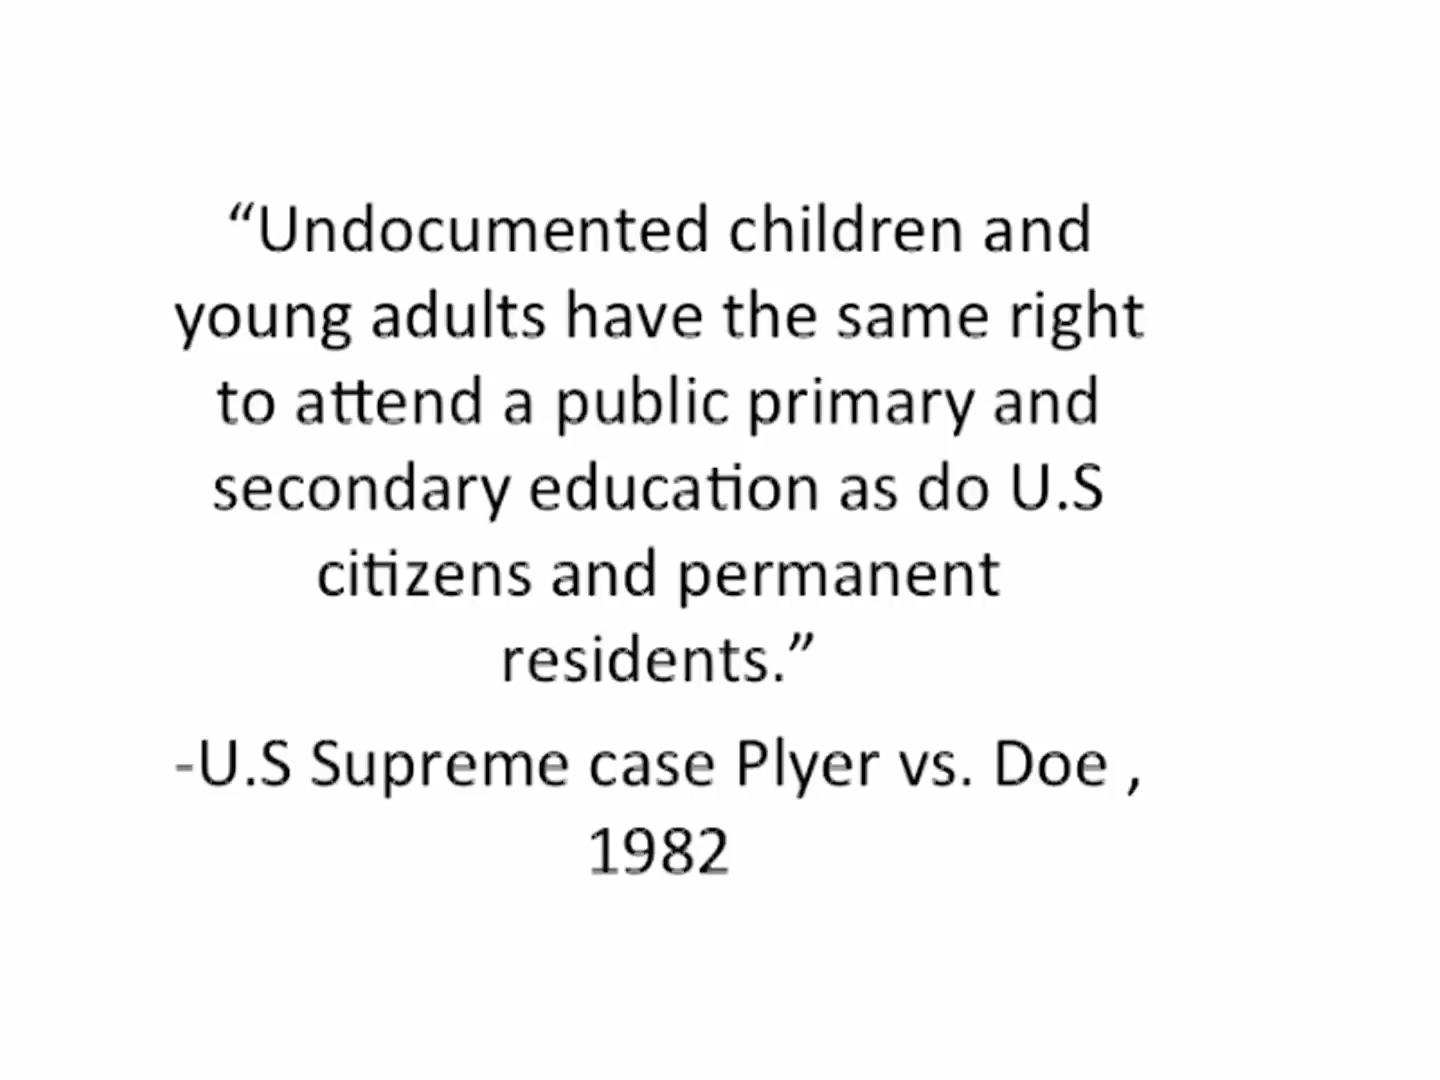 “Undocumented children and
young adults have the same right
to attend a public primary and
secondary education as do U.S
citizens and permanent
residents.”
-U.S Supreme case Plyer vs. Doe ,
1982